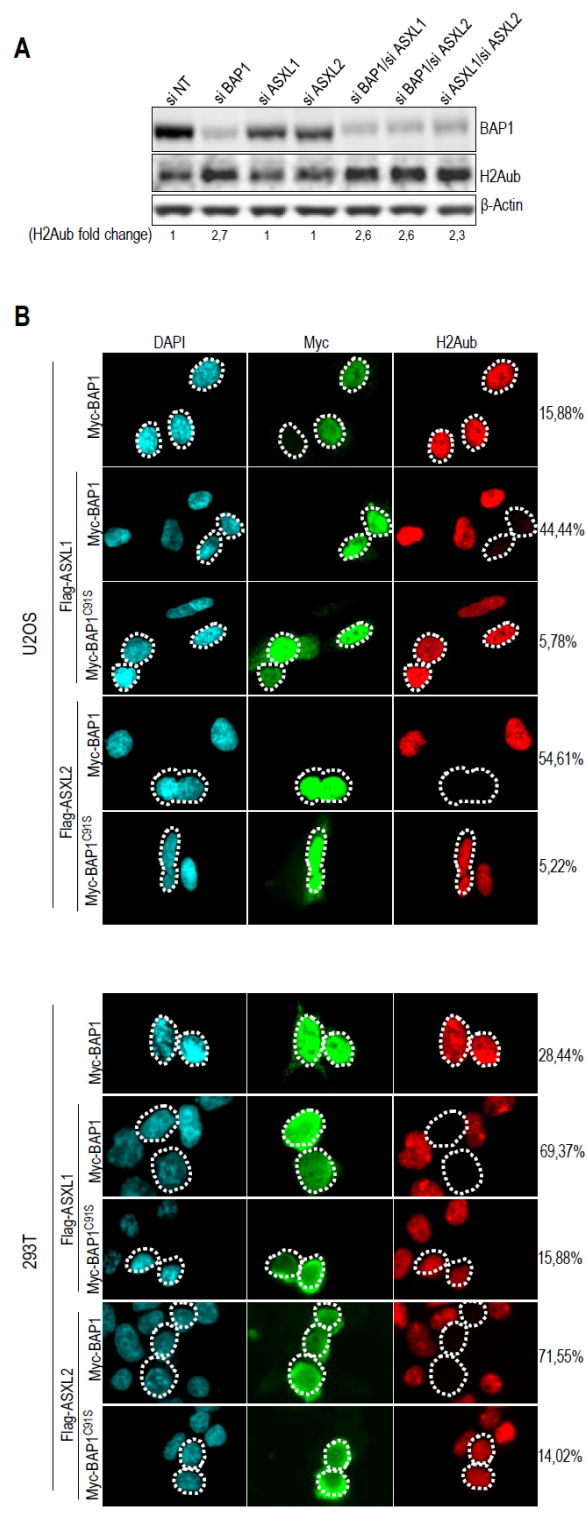 A
si NT
si BAP1
si ASXL1
si ASXL2
si BAP1/si ASXL1
si BAP1/si ASXL2
si ASXL1/si ASXL2
BAP1
H2Aub
β-Actin
(H2Aub fold change) 1 2,7 1 1 2,6 2,6 2,3
B
DAPI Myc H2Aub
U2OS
Myc-BAP1
15,88%
Flag-ASXL1
Myc-BAP1
44,44%
Myc-BAP1C91S
5,78%
Flag-ASXL2
Myc-BAP1
54,61%
Myc-BAP1C91S
5,22%
293T
Myc-BAP1
28,44%
Flag-ASXL1
Myc-BAP1
69,37%
Myc-BAP1C91S
15,88%
Flag-ASXL2
Myc-BAP1
71,55%
Myc-BAP1C91S
14,02%